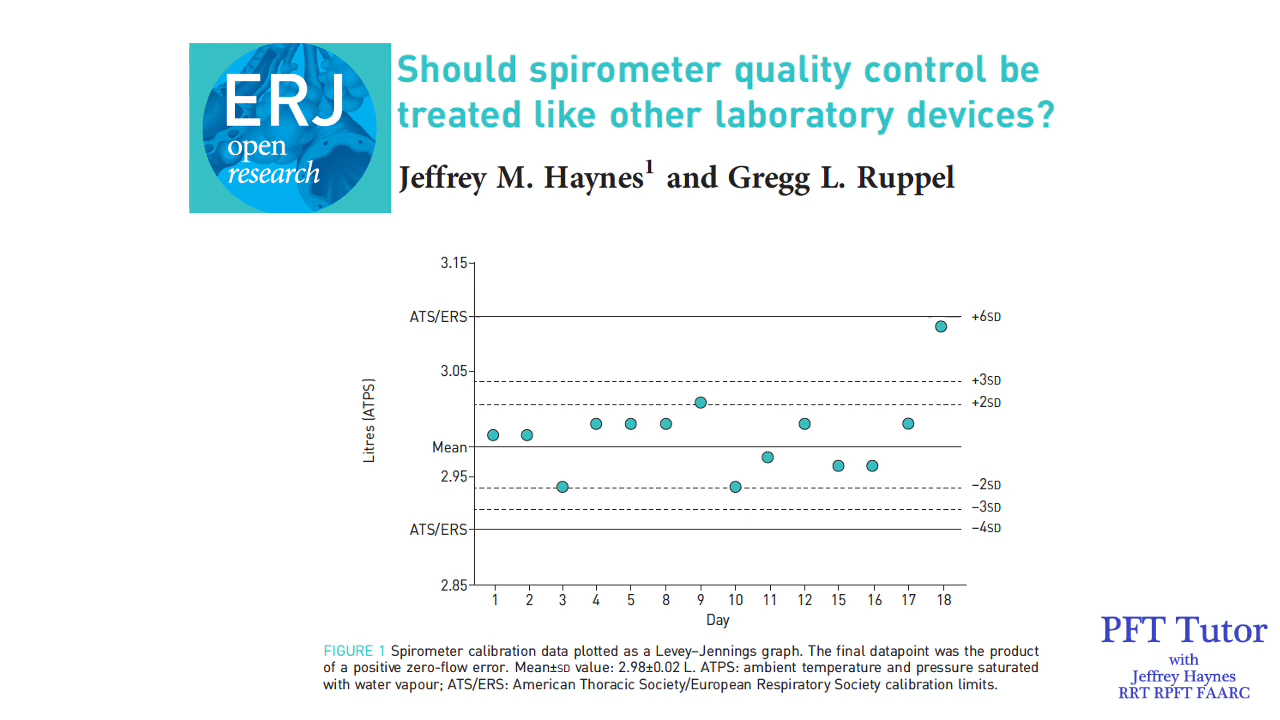 ERJ
open
research
Should spirometer quality control be
treated like other laboratory devices?
Jeffrey M. Haynes1 and Gregg L. Ruppel
3.15
ATS/ERS
+6SD
3.05
+3SD
+2SD
Litres (ATPS)
Mean
2.95
–2SD
–3SD
ATS/ERS
–4SD
2.85
1 2 3 4 5 8 9 10 11 12 15 16 17 18
Day
FIGURE 1 Spirometer calibration data plotted as a Levey–Jennings graph. The final datapoint was the product
of a positive zero-flow error. Mean±SD value: 2.98±0.02 L. ATPS: ambient temperature and pressure saturated
with water vapour; ATS/ERS: American Thoracic Society/European Respiratory Society calibration limits.
PFT Tutor
with
Jeffrey Haynes
RRT RPFT FAARC